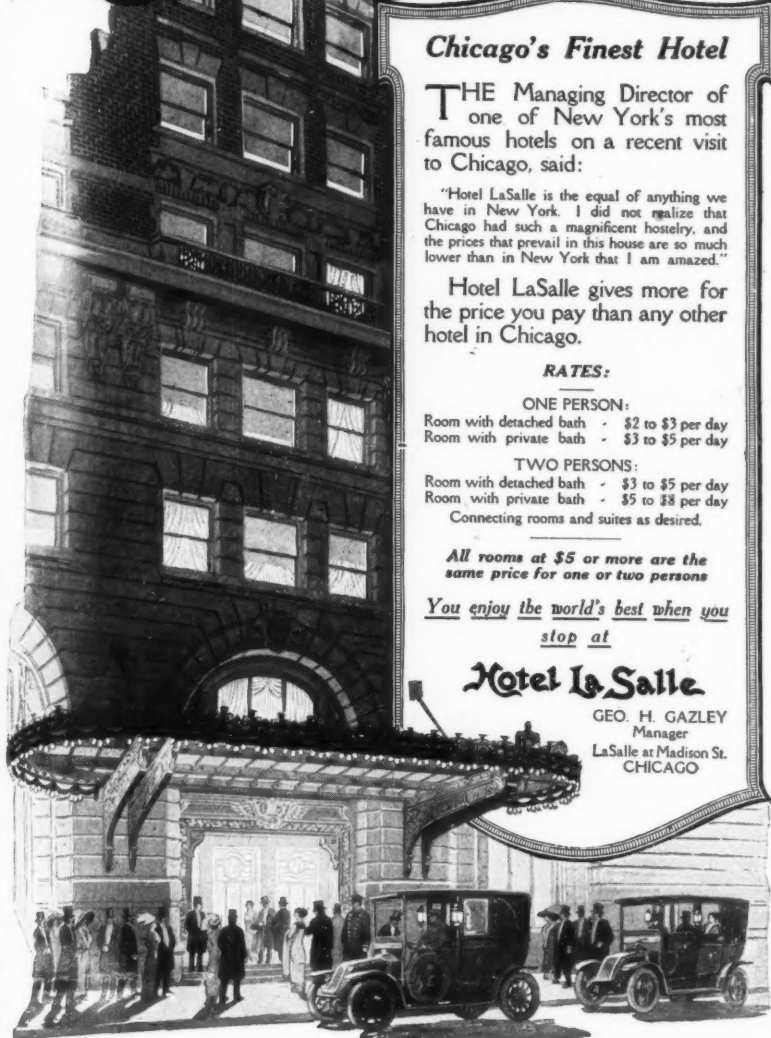 Chicago's Finest Hotel
THE Managing Director of
one of New York's most
famous hotels on a recent visit
to Chicago, said:
"Hotel LaSalle is the equal of anything we
have in New York. I did not realize that
Chicago had such a magnificent hostelry, and
the prices that prevail in this house are so much
lower than in New York that I am amazed."
Hotel LaSalle gives more for
the price you pay than any other
hotel in Chicago.
RATES:
ONE PERSON:
Room with detached bath - $2 to $3 per day
Room with private bath - $3 to $5 per day
TWO PERSONS:
Room with detached bath - $3 to $5 per day
Room with private bath - $5 to $8 per day
Connecting rooms and suites as desired.
All rooms at $5 or more are the
same price for one or two persons
You enjoy the world's best when you
stop at
Hotel La Salle
GEO. H. GAZLEY
Manager
LaSalle at Madison St.
CHICAGO